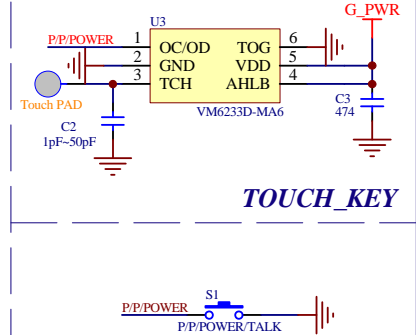 G_PWR
U3
P/P/POWER 1 OC/OD TOG 6
2 GND VDD 5
3 TCH AHLB 4
Touch PAD
VM6233D-MA6
C2
1pF~50pF
C3
474
TOUCH_KEY
S1
P/P/POWER
P/P/POWER/TALK